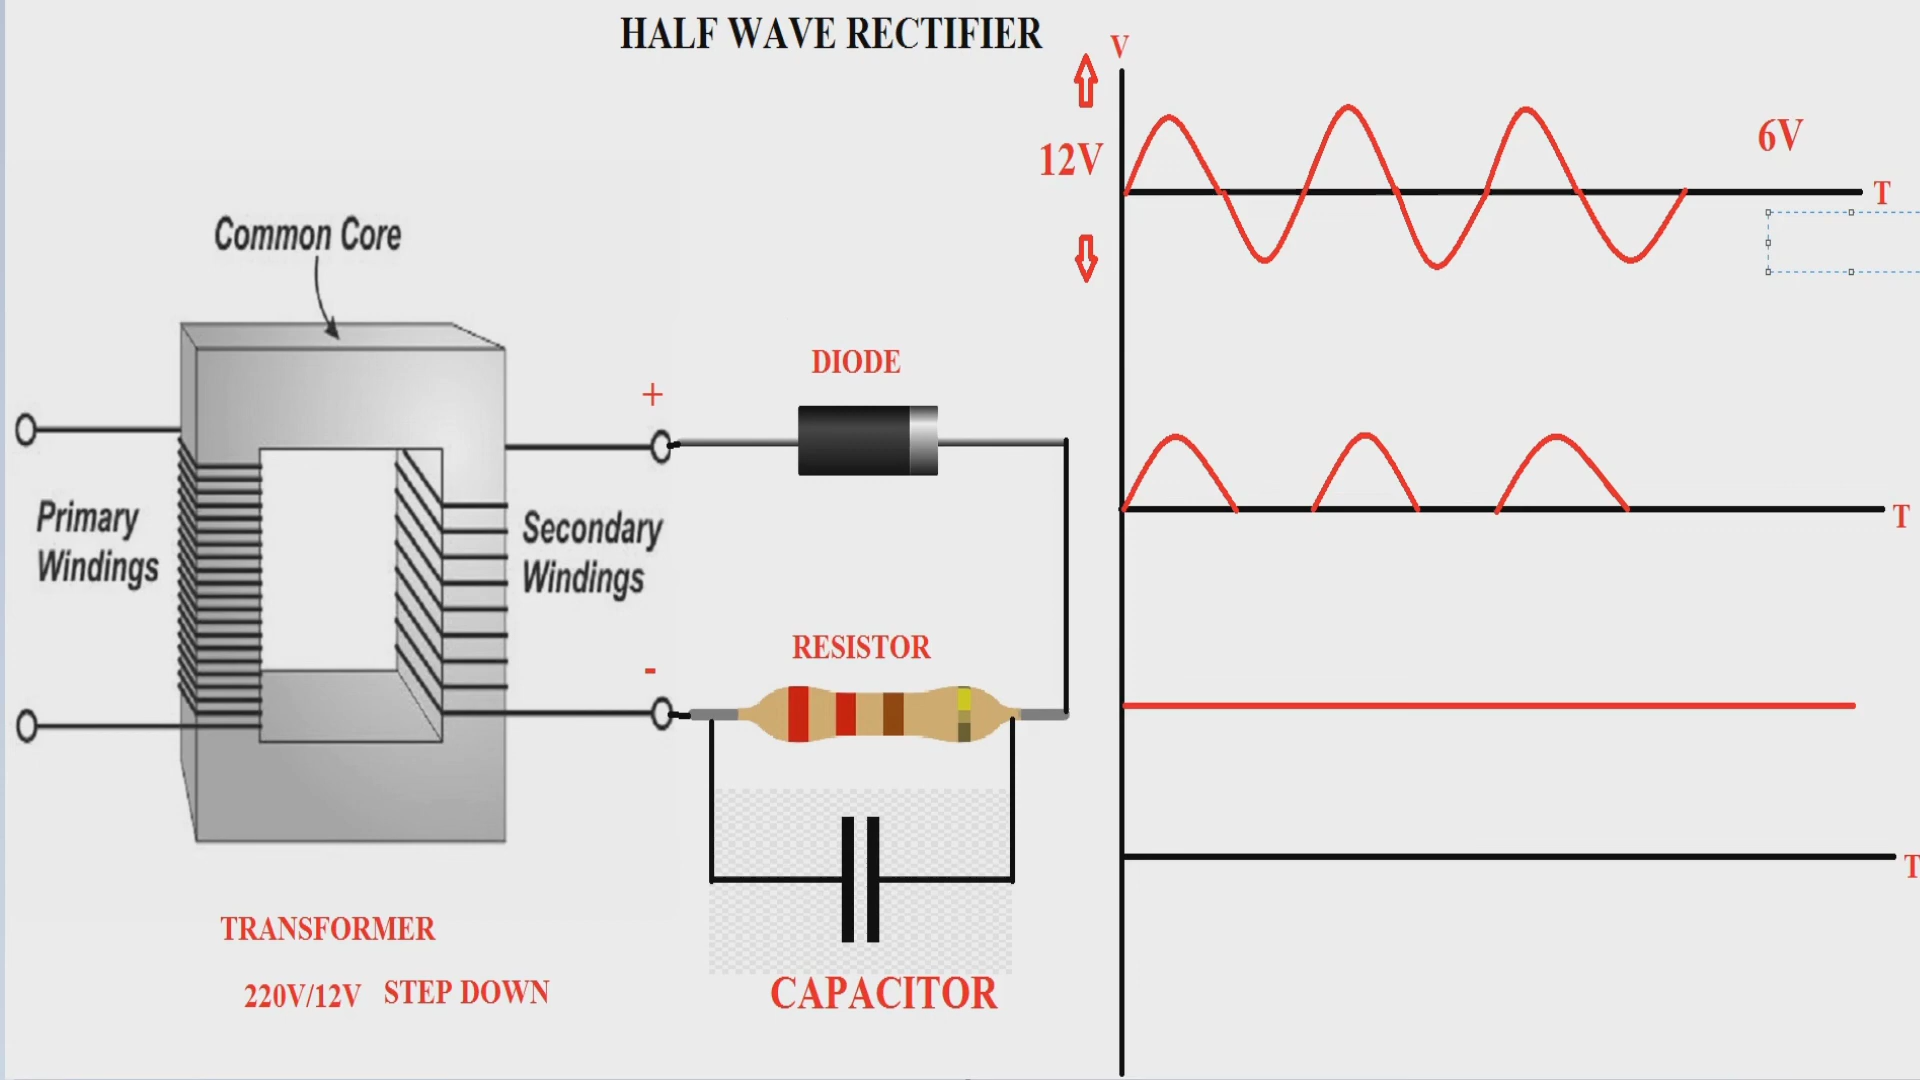 HALF WAVE RECTIFIER
V
12V
6V
T
Common Core
DIODE
+
Primary
Windings
Secondary
Windings
T
RESISTOR
-
T
TRANSFORMER
220V/12V STEP DOWN
CAPACITOR